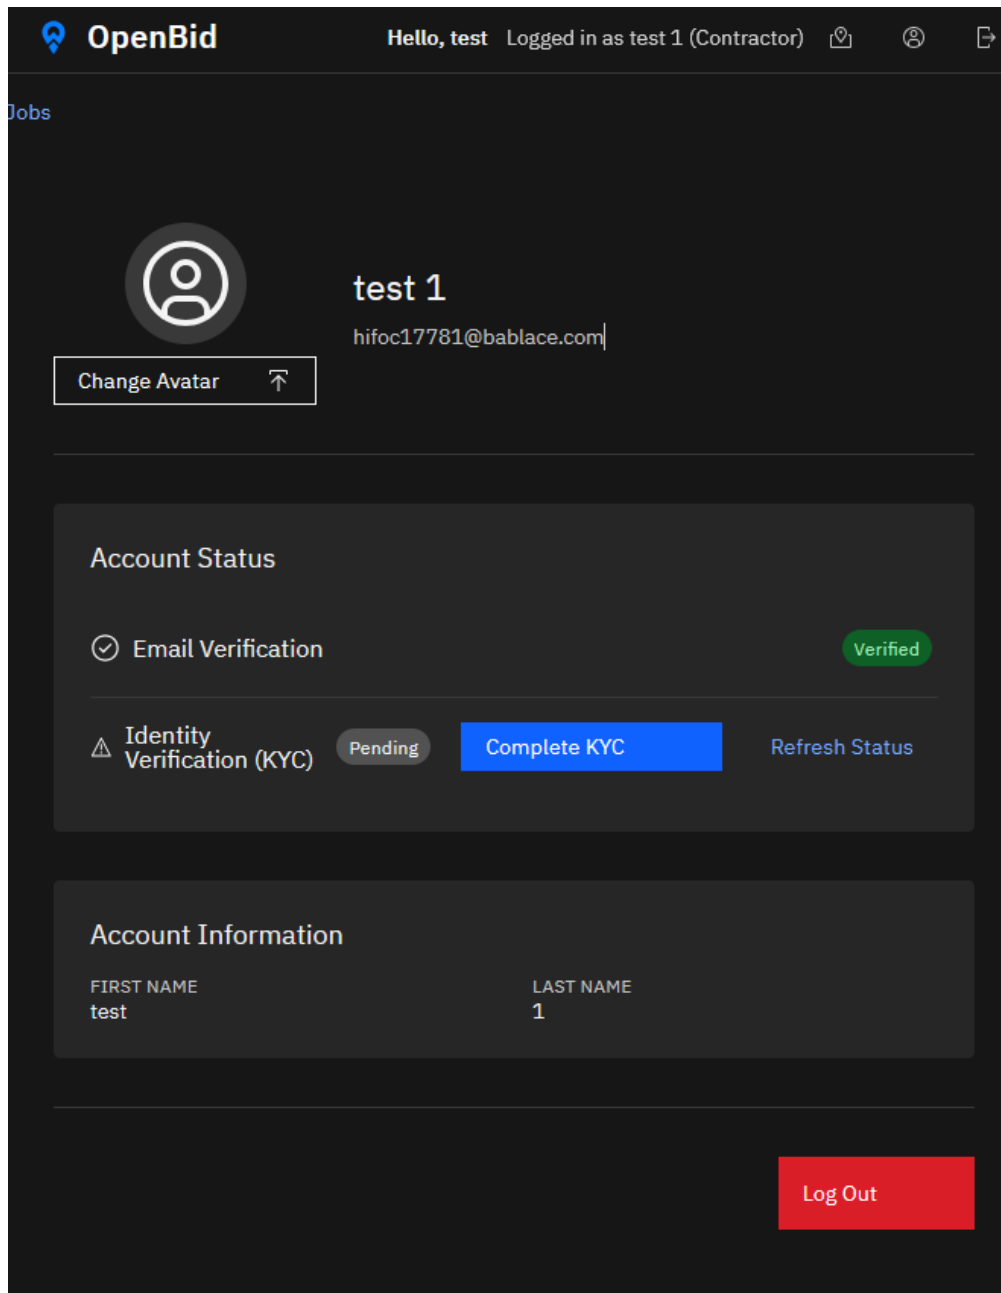 OpenBid
Hello, test Logged in as test 1 (Contractor)
Jobs
test 1
hifoc17781@bablace.com
Change Avatar
Account Status
Email Verification
Verified
Identity
Verification (KYC)
Pending
Complete KYC
Refresh Status
Account Information
FIRST NAME
test
LAST NAME
1
Log Out